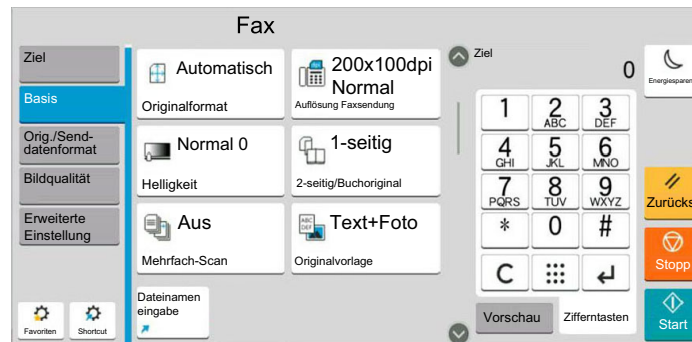 Fax
Ziel
Basis
Orig./Send-
datenformat
Bildqualität
Erweiterte
Einstellung
Favoriten
Shortcut
Automatisch
Originalformat
200x100dpi
Normal
Auflösung Faxsendung
Normal 0
Helligkeit
1-seitig
2-seitig/Buchoriginal
Aus
Mehrfach-Scan
ABC
DEF
Text+Foto
Originalvorlage
Dateinamen
eingabe
Ziel
0
1
2
ABC
3
DEF
4
GHI
5
JKL
6
MNO
7
PQRS
8
TUV
9
WXYZ
*
0
#
C
Vorschau
Zifferntasten
Energiesparen
Zurücks
Stopp
Start